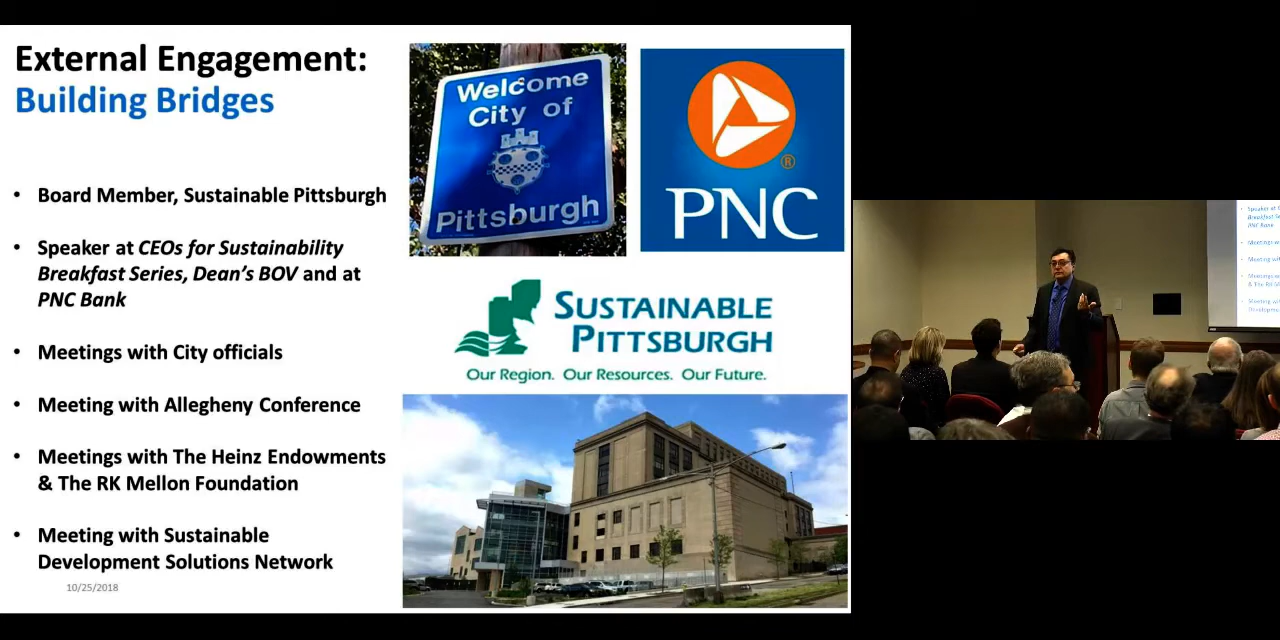 External Engagement:
Building Bridges
• Board Member, Sustainable Pittsburgh
• Speaker at CEOs for Sustainability
Breakfast Series, Dean's BOV and at
PNC Bank
• Meetings with City officials
• Meeting with Allegheny Conference
• Meetings with The Heinz Endowments
& The RK Mellon Foundation
• Meeting with Sustainable
Development Solutions Network
10/25/2018
Welcome
City of
Pittsburgh
®
PNC
SUSTAINABLE
PITTSBURGH
Our Region. Our Resources. Our Future.